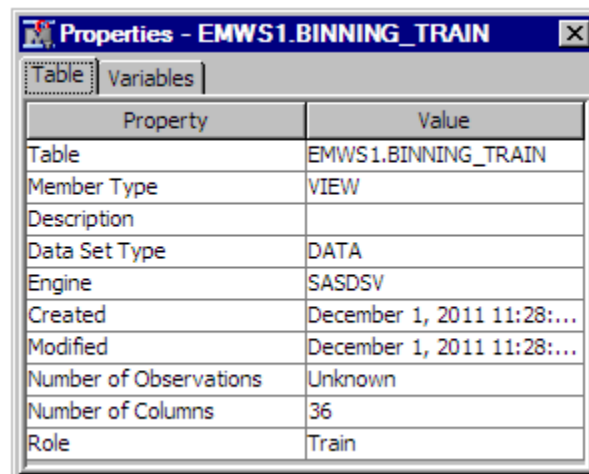 Properties - EMWS1.BINNING_TRAIN
Table Variables
Property Value
Table EMWS1.BINNING_TRAIN
Member Type VIEW
Description
Data Set Type DATA
Engine SASDSV
Created December 1, 2011 11:28:...
Modified December 1, 2011 11:28:...
Number of Observations Unknown
Number of Columns 36
Role Train